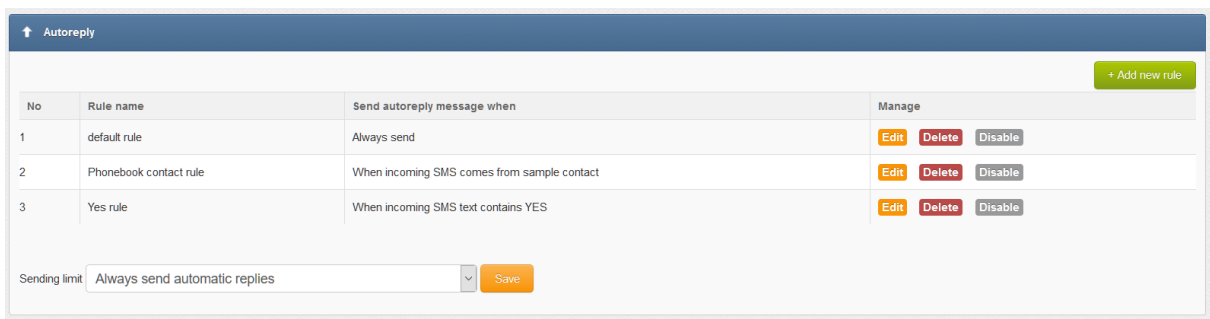 Autoreply
+ Add new rule
No Rule name Send autoreply message when Manage
1 default rule Always send Edit Delete Disable
2 Phonebook contact rule When incoming SMS comes from sample contact Edit Delete Disable
3 Yes rule When incoming SMS text contains YES Edit Delete Disable
Sending limit Always send automatic replies Save